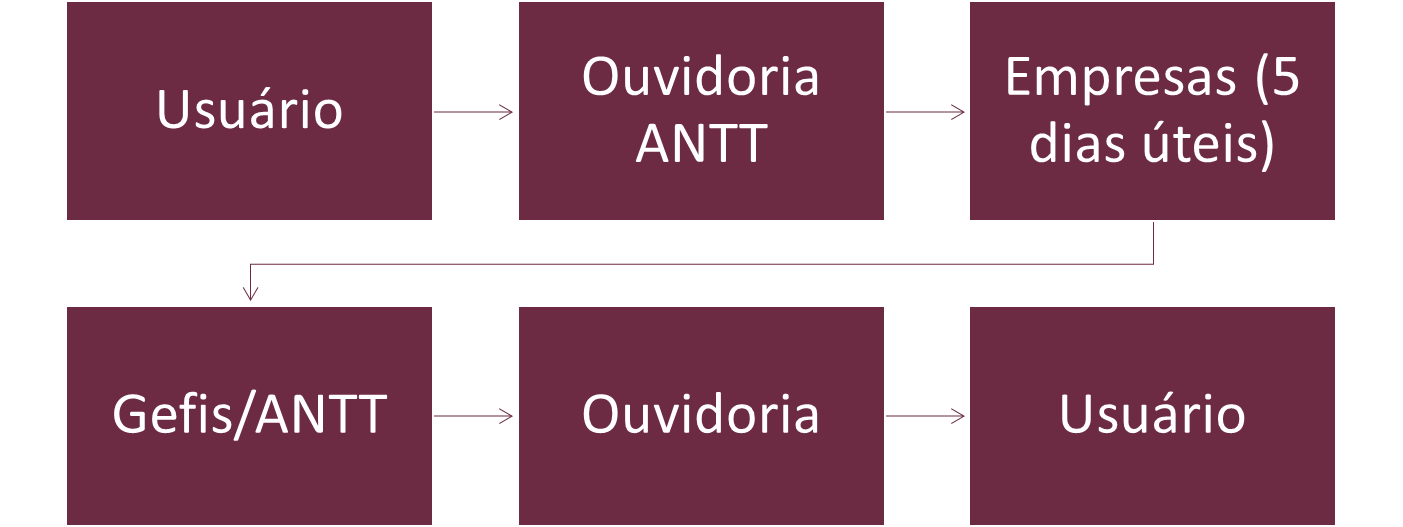 Usuário
Ouvidoria
ANTT
Empresas (5
dias úteis)
Gefis/ANTT
Ouvidoria
Usuário